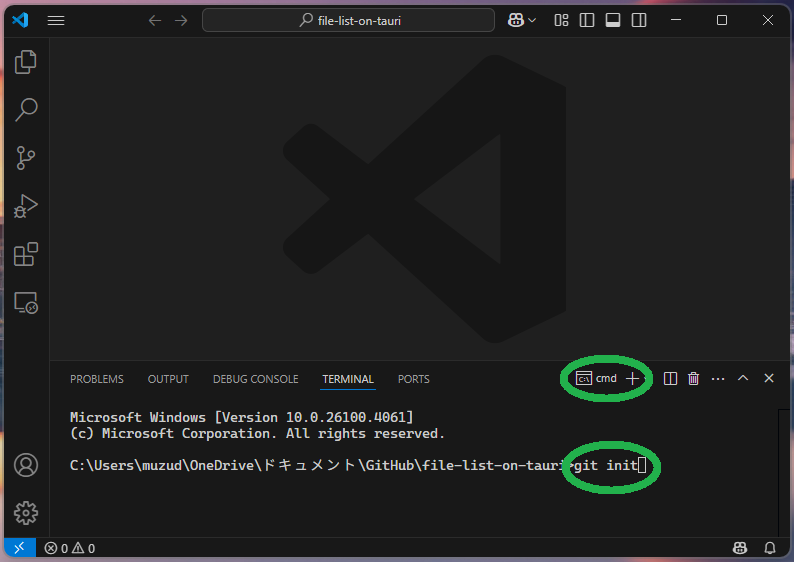 file-list-on-tauri
PROBLEMS OUTPUT DEBUG CONSOLE TERMINAL PORTS cmd
Microsoft Windows [Version 10.0.26100.4061]
(c) Microsoft Corporation. All rights reserved.
C:\Users\muzud\OneDrive\ドキュメント\GitHub\file-list-on-tauri>git init
0 0